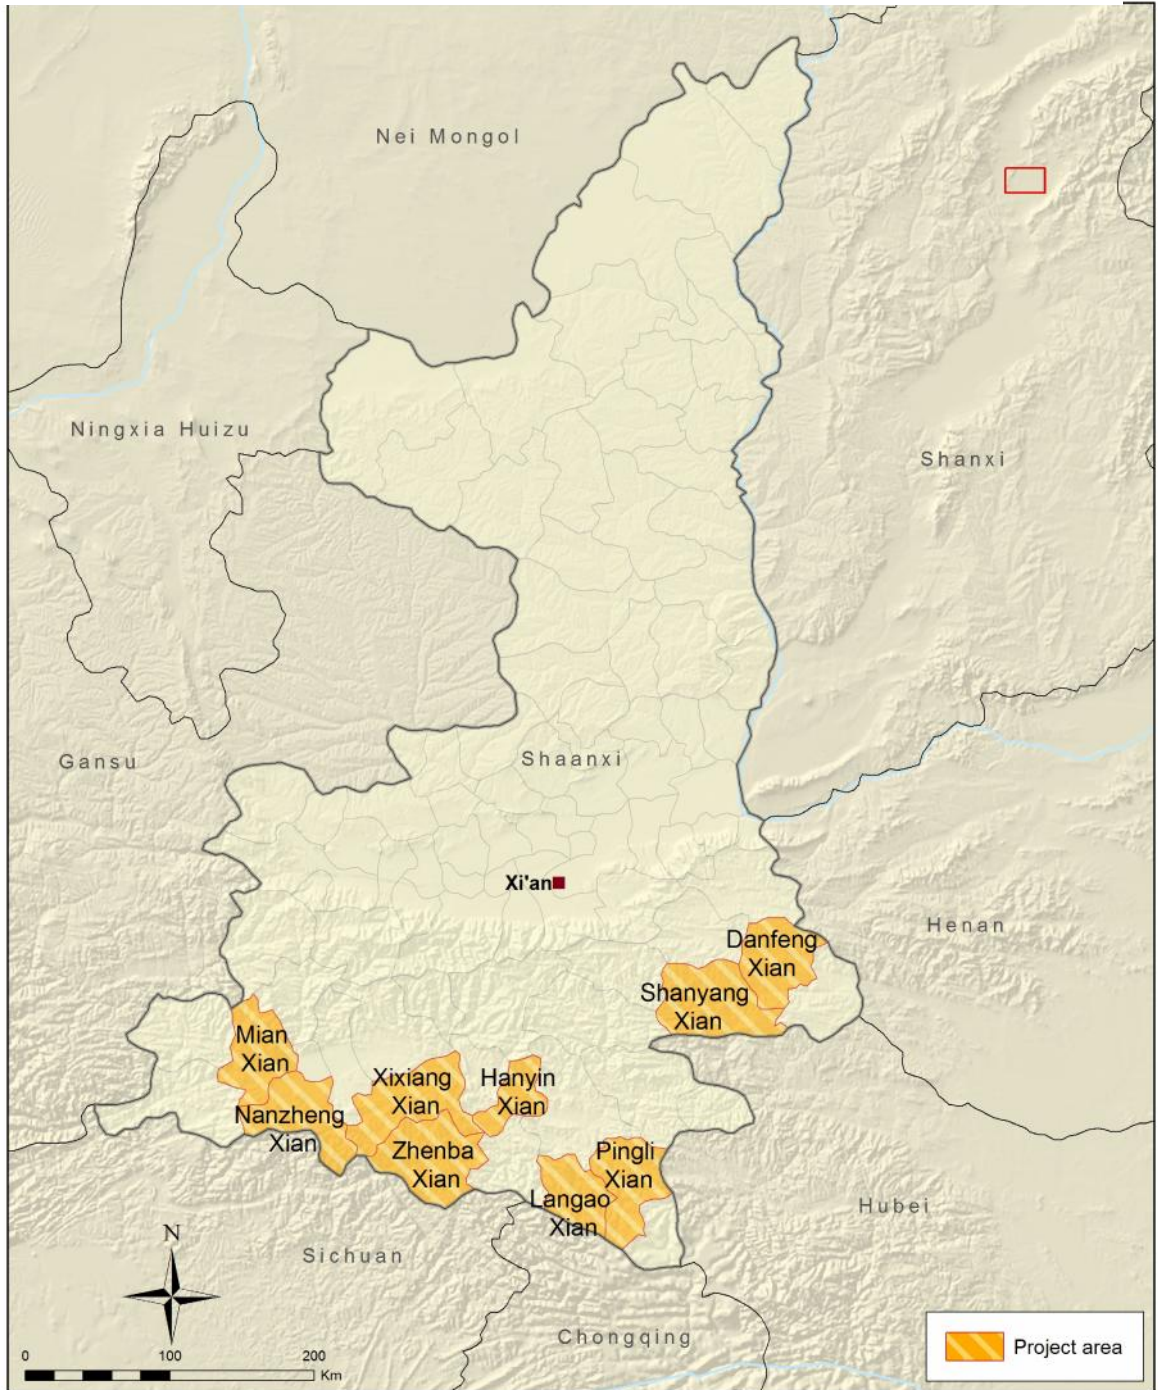 Nei Mongol
Ningxia Huizu
Shanxi
Gansu
Shaanxi
Xi'an
Henan
Danfeng
Xian
Shanyang
Xian
Mian
Xian
Nanzheng
Xian
Xixiang
Xian
Hanyin
Xian
Zhenba
Xian
Pingli
Xian
Langao
Xian
Hubei
Sichuan
Chongqing
N
0 100 200
Km
Project area